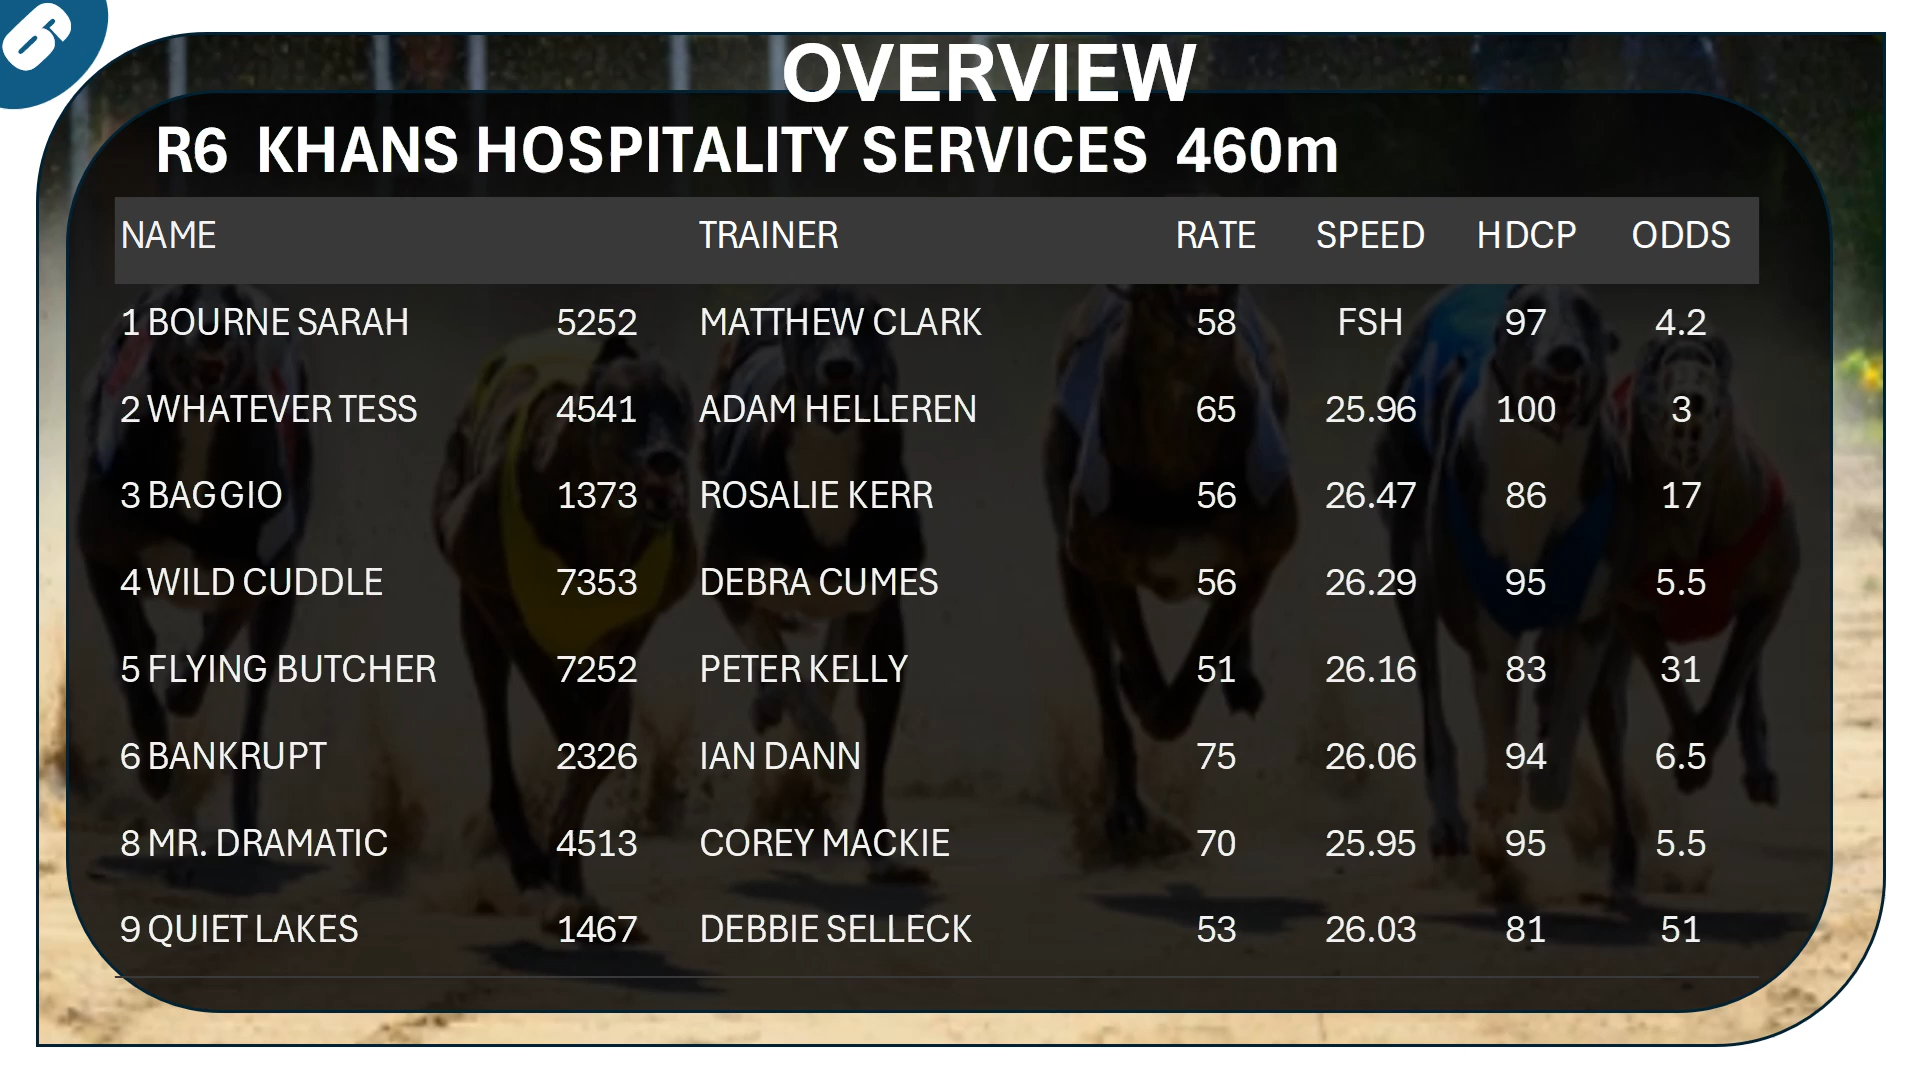 6
OVERVIEW
R6 KHANS HOSPITALITY SERVICES 460m
NAME TRAINER RATE SPEED HDCP ODDS
1 BOURNE SARAH 5252 MATTHEW CLARK 58 FSH 97 4.2
2 WHATEVER TESS 4541 ADAM HELLEREN 65 25.96 100 3
3 BAGGIO 1373 ROSALIE KERR 56 26.47 86 17
4 WILD CUDDLE 7353 DEBRA CUMES 56 26.29 95 5.5
5 FLYING BUTCHER 7252 PETER KELLY 51 26.16 83 31
6 BANKRUPT 2326 IAN DANN 75 26.06 94 6.5
8 MR. DRAMATIC 4513 COREY MACKIE 70 25.95 95 5.5
9 QUIET LAKES 1467 DEBBIE SELLECK 53 26.03 81 51